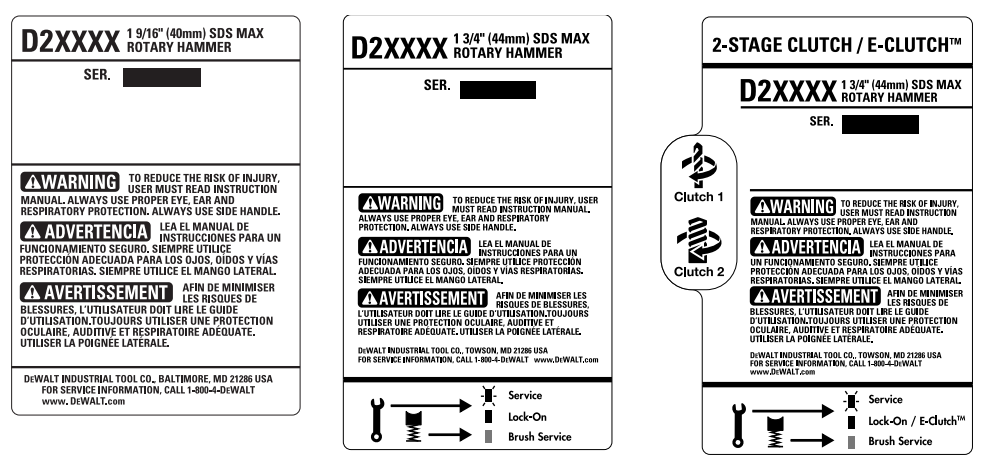 D2XXXX 1 9/16" (40mm) SDS MAX
ROTARY HAMMER
SER.
WARNING TO REDUCE THE RISK OF INJURY,
USER MUST READ INSTRUCTION
MANUAL. ALWAYS USE PROPER EYE, EAR AND
RESPIRATORY PROTECTION. ALWAYS USE SIDE HANDLE.
ADVERTENCIA LEA EL MANUAL DE
INSTRUCCIONES PARA UN
FUNCIONAMIENTO SEGURO. SIEMPRE UTILICE
PROTECCIÓN ADECUADA PARA LOS OJOS, OÍDOS Y VÍAS
RESPIRATORIAS. SIEMPRE UTILICE EL MANGO LATERAL.
AVERTISSEMENT AFIN DE MINIMISER
LES RISQUES DE
BLESSURES, L'UTILISATEUR DOIT LIRE LE GUIDE
D'UTILISATION.TOUJOURS UTILISER UNE PROTECTION
OCULAIRE, AUDITIVE ET RESPIRATOIRE ADÉQUATE.
UTILISER LA POIGNÉE LATÉRALE.
DEWALT INDUSTRIAL TOOL CO., BALTIMORE, MD 21286 USA
FOR SERVICE INFORMATION, CALL 1-800-4-DEWALT
www. DEWALT.com
D2XXXX 1 3/4" (44mm) SDS MAX
ROTARY HAMMER
SER.
WARNING TO REDUCE THE RISK OF INJURY, USER
MUST READ INSTRUCTION MANUAL.
ALWAYS USE PROPER EYE, EAR AND RESPIRATORY
PROTECTION. ALWAYS USE SIDE HANDLE.
ADVERTENCIA LEA EL MANUAL DE
INSTRUCCIONES PARA UN
FUNCIONAMIENTO SEGURO. SIEMPRE UTILICE PROTECCIÓN
ADECUADA PARA LOS OJOS, OÍDOS Y VÍAS RESPIRATORIAS.
SIEMPRE UTILICE EL MANGO LATERAL.
AVERTISSEMENT AFIN DE MINIMISER LES
RISQUES DE BLESSURES,
L'UTILISATEUR DOIT LIRE LE GUIDE D'UTILISATION.TOUJOURS
UTILISER UNE PROTECTION OCULAIRE, AUDITIVE ET
RESPIRATOIRE ADÉQUATE. UTILISER LA POIGNÉE LATÉRALE.
DEWALT INDUSTRIAL TOOL CO., TOWSON, MD 21286 USA
FOR SERVICE INFORMATION, CALL 1-800-4-DEWALT www.DEWALT.com
Service
Lock-On
Brush Service
2-STAGE CLUTCH / E-CLUTCH™
D2XXXX 1 3/4" (44mm) SDS MAX
ROTARY HAMMER
SER.
Clutch 1
Clutch 2
WARNING TO REDUCE THE RISK OF INJURY,
USER MUST READ INSTRUCTION
MANUAL. ALWAYS USE PROPER EYE, EAR AND
RESPIRATORY PROTECTION. ALWAYS USE SIDE HANDLE.
ADVERTENCIA LEA EL MANUAL DE
INSTRUCCIONES PARA
UN FUNCIONAMIENTO SEGURO. SIEMPRE UTILICE
PROTECCIÓN ADECUADA PARA LOS OJOS, OÍDOS Y VÍAS
RESPIRATORIAS. SIEMPRE UTILICE EL MANGO LATERAL.
AVERTISSEMENT AFIN DE MINIMISER
LES RISQUES DE
BLESSURES, L'UTILISATEUR DOIT LIRE LE GUIDE
D'UTILISATION.TOUJOURS UTILISER UNE PROTECTION
OCULAIRE, AUDITIVE ET RESPIRATOIRE ADÉQUATE.
UTILISER LA POIGNÉE LATÉRALE.
DEWALT INDUSTRIAL TOOL CO., TOWSON, MD 21286 USA
FOR SERVICE INFORMATION, CALL 1-800-4-DEWALT
www.DEWALT.com
Service
Lock-On / E-Clutch™
Brush Service